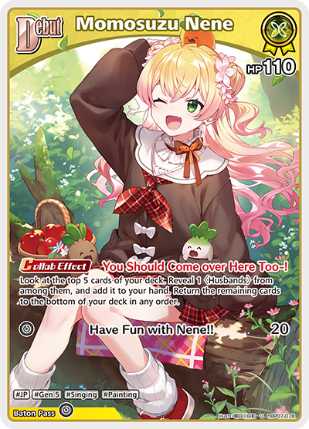 Debut
Momosuzu Nene
HP110
Collab Effect You Should Come over Here Too-!
Look at the top 5 cards of your deck. Reveal 1 〈Husbands〉 from
among them, and add it to your hand. Return the remaining cards
to the bottom of your deck in any order.
Have Fun with Nene!! 20
#JP #Gen 5 #Singing #Painting
Baton Pass